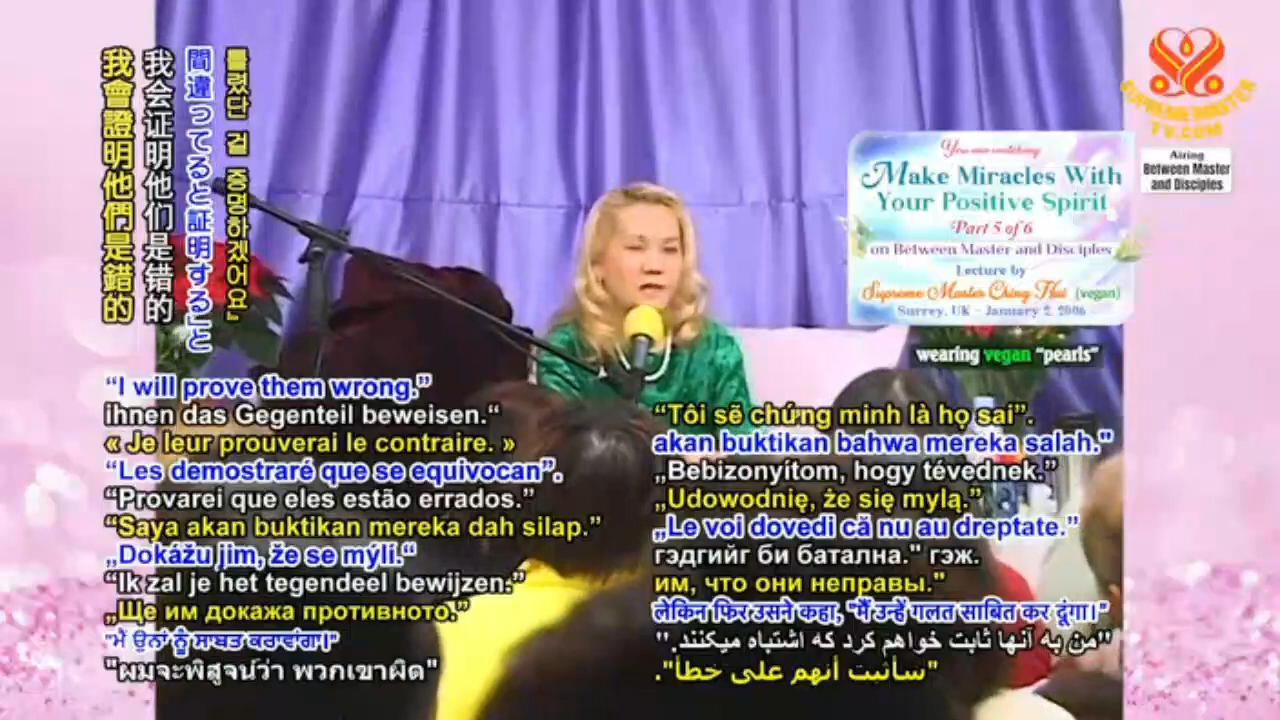 我會證明他們是錯的
我会证明他们是错的
間違ってると証明する」と
틀렸단 걸 증명하겠어요』
SUPREME MASTER
TV.COM
Airing
Between Master
and Disciples
You are watching
Make Miracles With
Your Positive Spirit
Part 5 of 6
on Between Master and Disciples
Lecture by
Supreme Master Ching Hai (vegan)
Surrey, UK - January 2, 2006
wearing vegan “pearls”
“I will prove them wrong.”
ihnen das Gegenteil beweisen.“
« Je leur prouverai le contraire. »
“Les demostraré que se equivocan”.
“Provarei que eles estão errados.”
“Saya akan buktikan mereka dah silap.”
„Dokážu jim, že se mýlí.“
“Ik zal je het tegendeel bewijzen.”
„Ще им докажа противното.”
"ਮੈਂ ਉਨਾਂ ਨੂੰ ਸਾਬਤ ਕਰਾਵਾਂਗਾ।"
"ผมจะพิสูจน์ว่า พวกเขาผิด"
“Tôi sẽ chứng minh là họ sai”.
akan buktikan bahwa mereka salah."
„Bebizonyítom, hogy tévednek.”
„Udowodnię, że się mylą.”
„Le voi dovedi că nu au dreptate.”
гэдгийг би батална." гэж.
им, что они неправы."
लेकिन फिर उसने कहा, "मैं उन्हें गलत साबित कर दूंगा।"
"من به آنها ثابت خواهم کرد که اشتباه میکنند."
"سأثبت أنهم على خطأ".